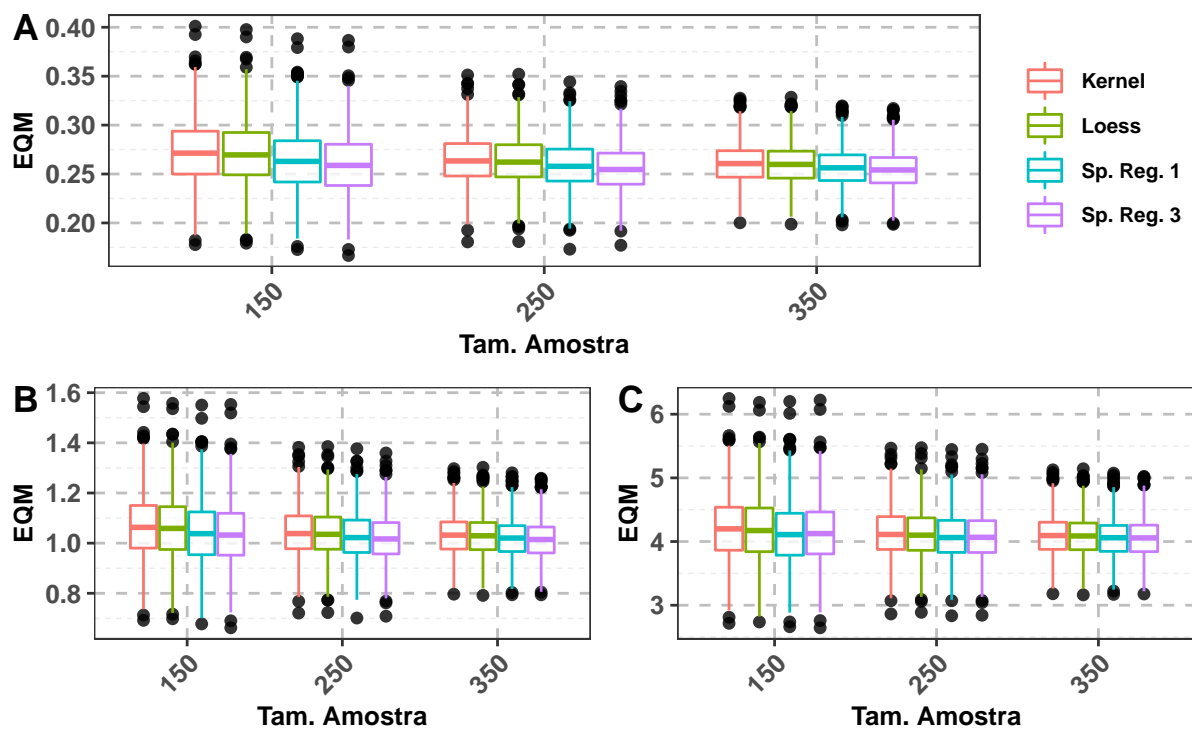 A
EQM
0.40
0.35
0.30
0.25
0.20
150
250
350
Tam. Amostra
Kernel
Loess
Sp. Reg. 1
Sp. Reg. 3
B
EQM
1.6
1.4
1.2
1.0
0.8
150
250
350
Tam. Amostra
C
EQM
6
5
4
3
150
250
350
Tam. Amostra